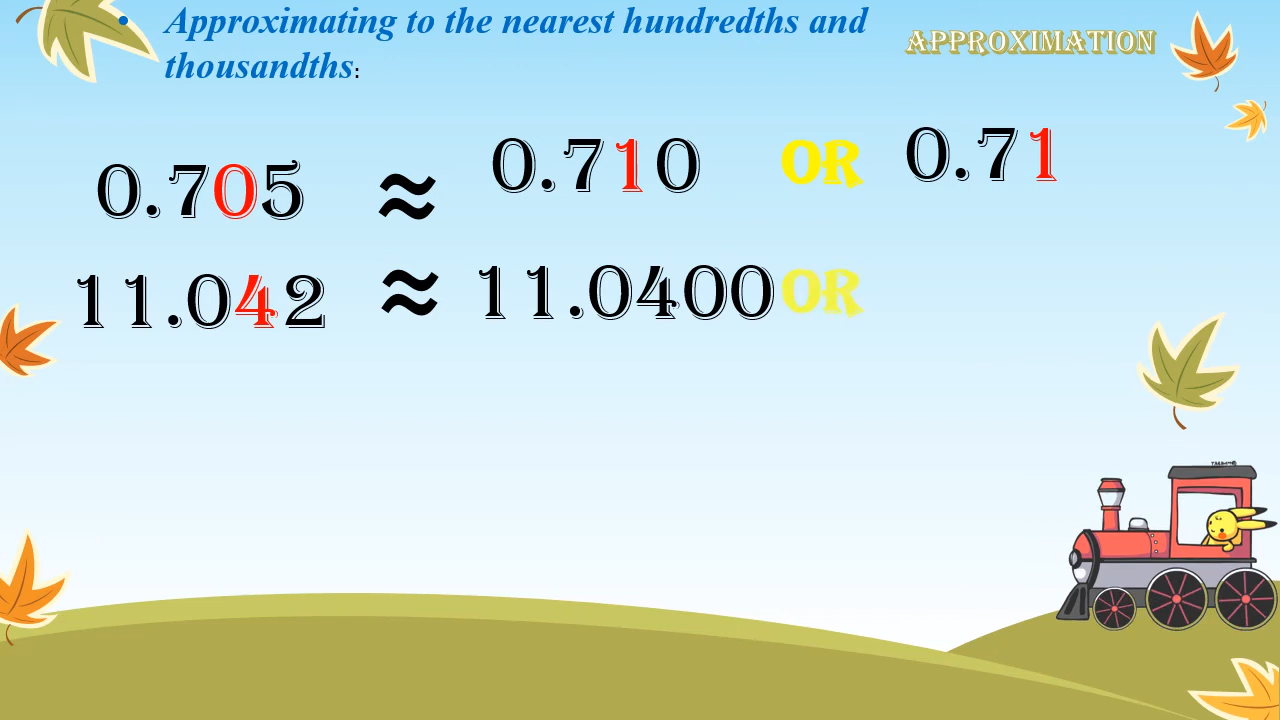 • Approximating to the nearest hundredths and
thousandths:
APPROXIMATION
0.705 ≈ 0.710 OR 0.71
11.042 ≈ 11.0400 OR